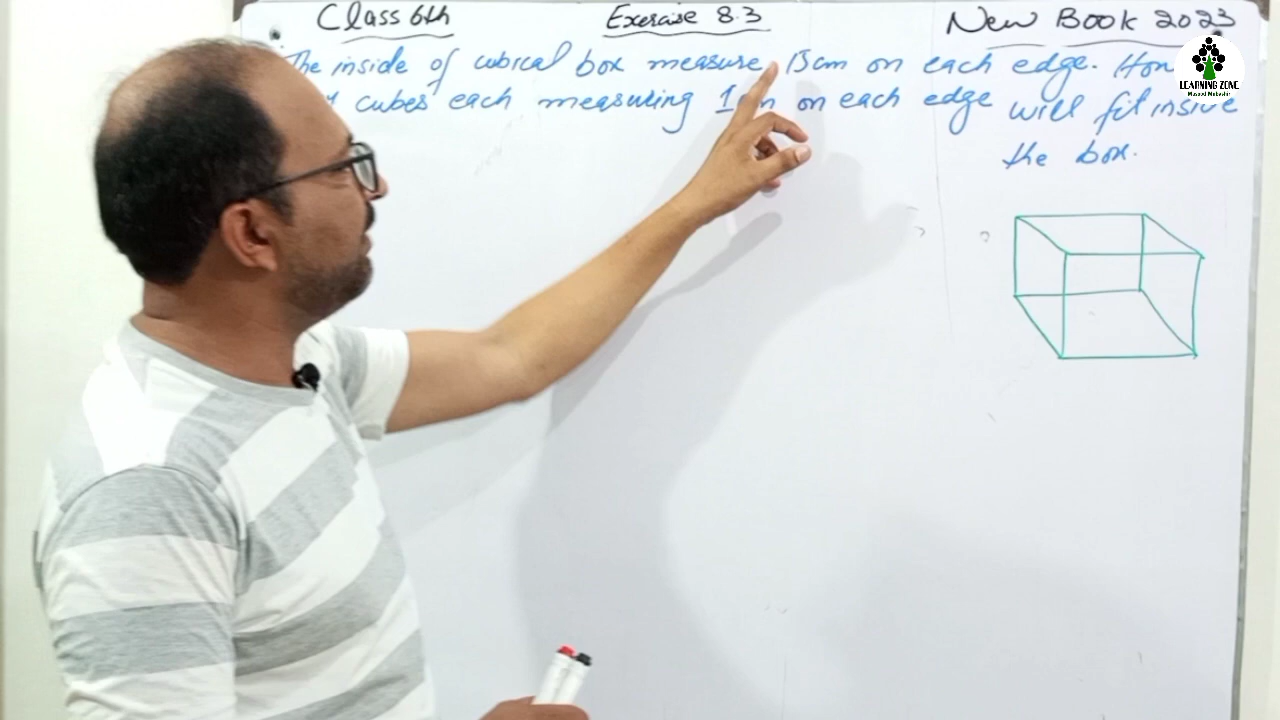 Class 6th Exercise 8.3 New Book 2023
The inside of cubical box measure 15cm on each edge.
cubes each measuring on each edge will fit inside
the box.
LEARNING ZONE